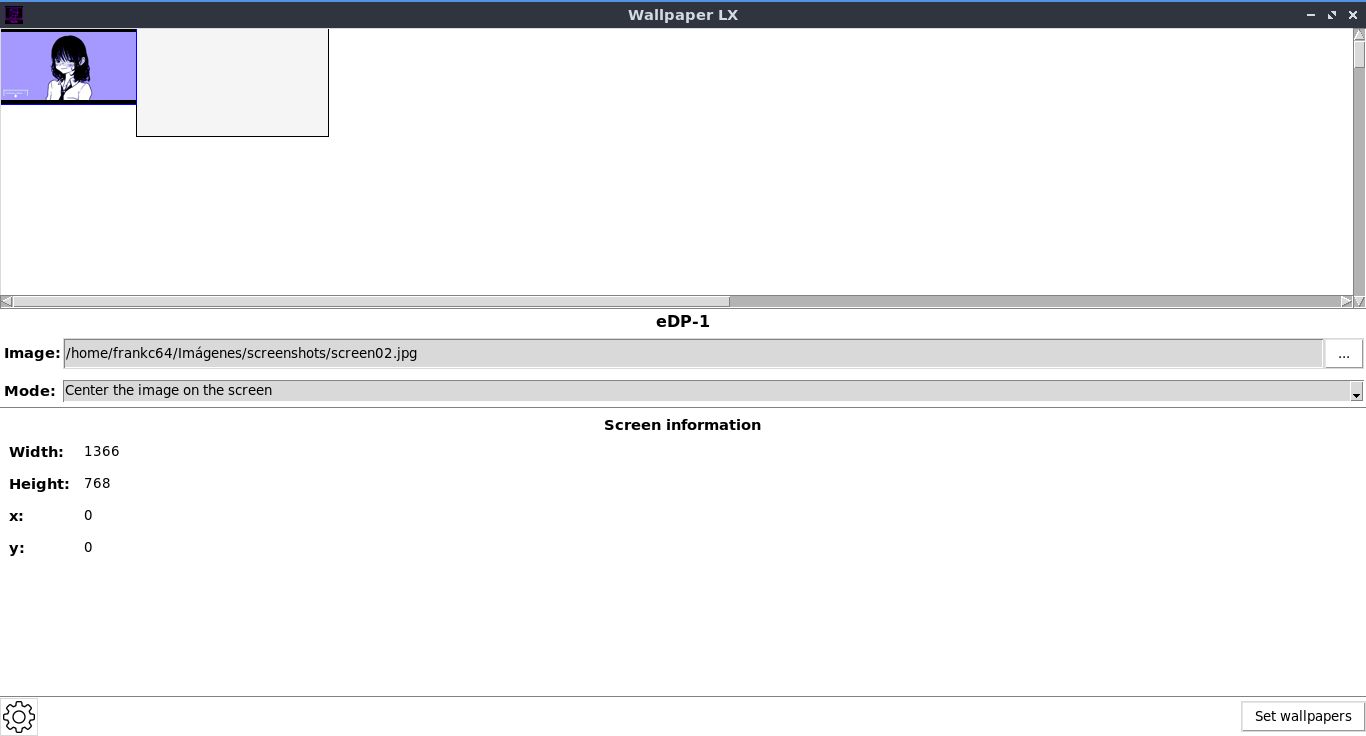 Wallpaper LX
eDP-1
Image: /home/frankc64/Imágenes/screenshots/screen02.jpg ...
Mode: Center the image on the screen
Screen information
Width: 1366
Height: 768
x: 0
y: 0
Set wallpapers